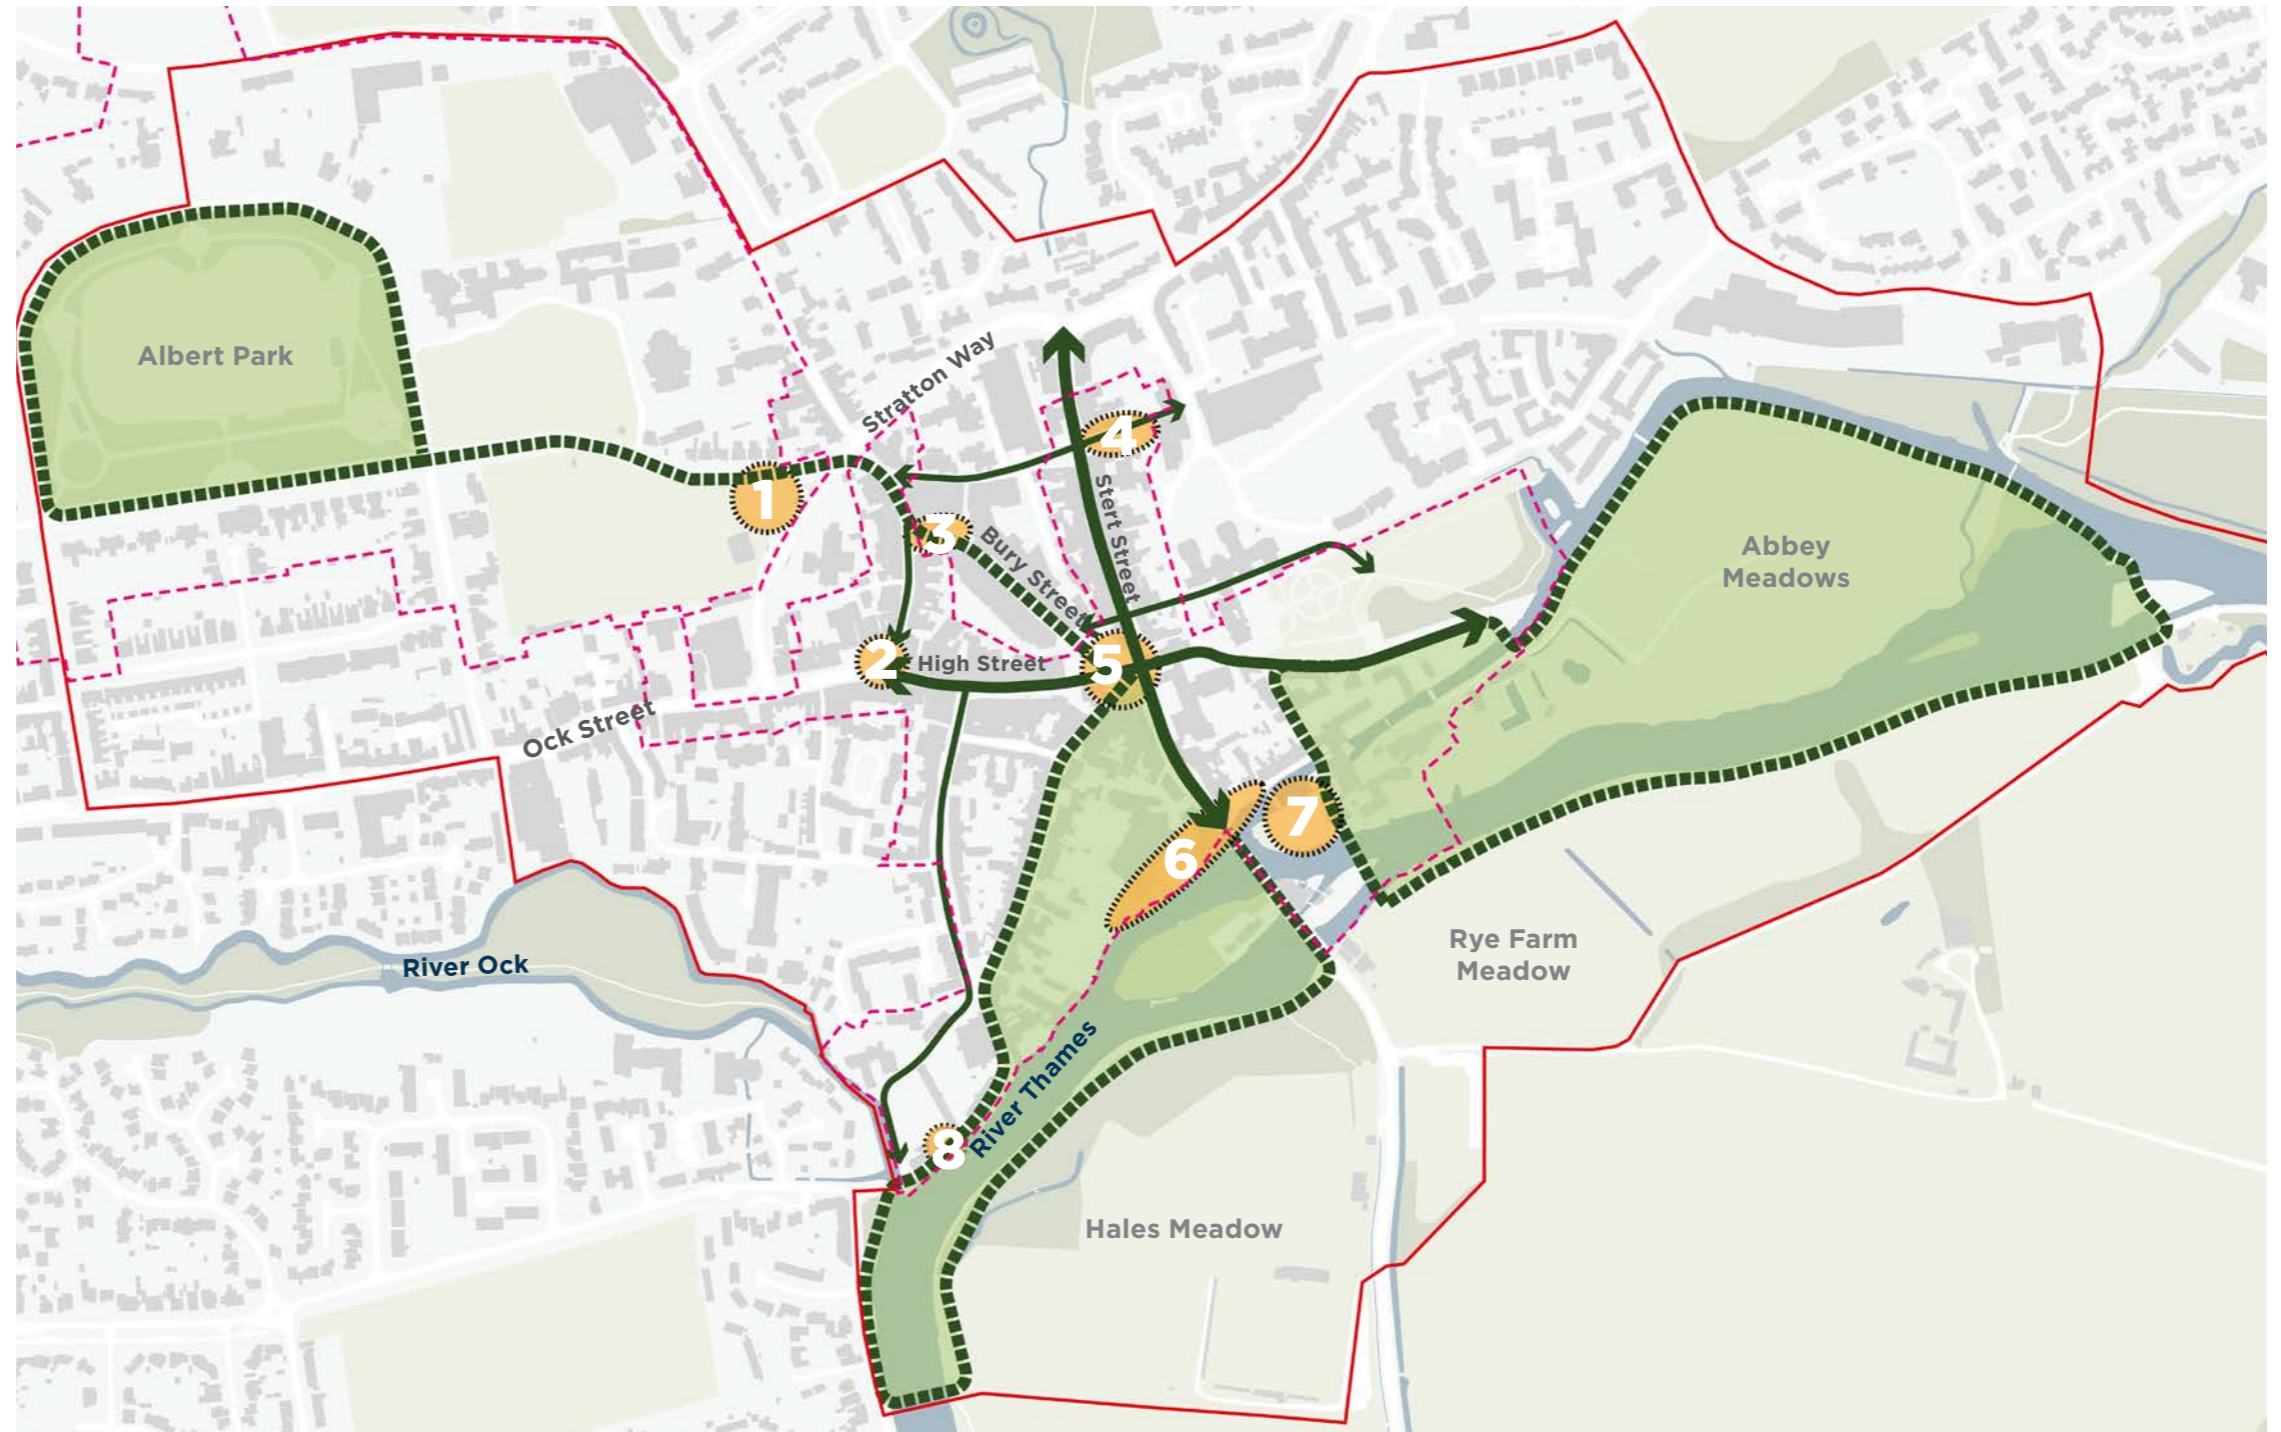 Albert Park
Stratton Way
4
1
Stert Street
3
Bury Street
Abbey
Meadows
2
High Street
5
Ock Street
7
6
River Ock
Rye Farm
Meadow
River Thames
8
Hales Meadow